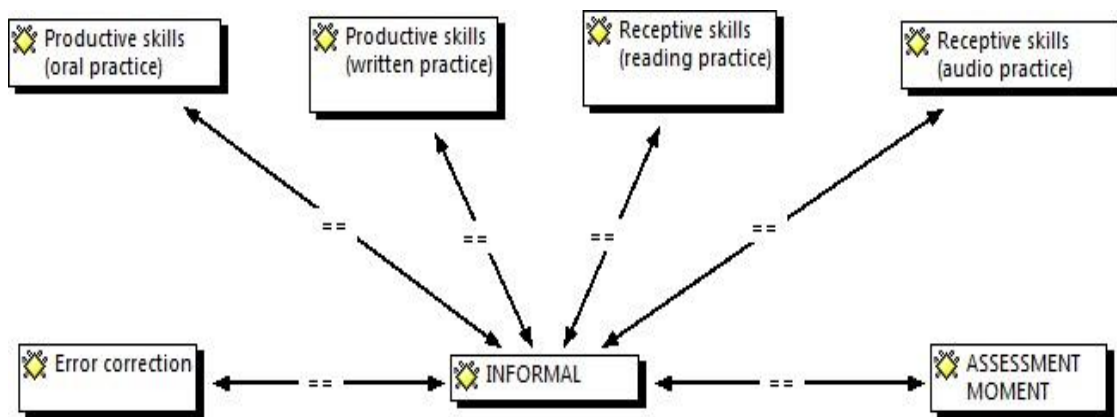 Productive skills
(oral practice)
Productive skills
(written practice)
Receptive skills
(reading practice)
Receptive skills
(audio practice)
==
==
==
==
Error correction
==
INFORMAL
==
ASSESSMENT
MOMENT